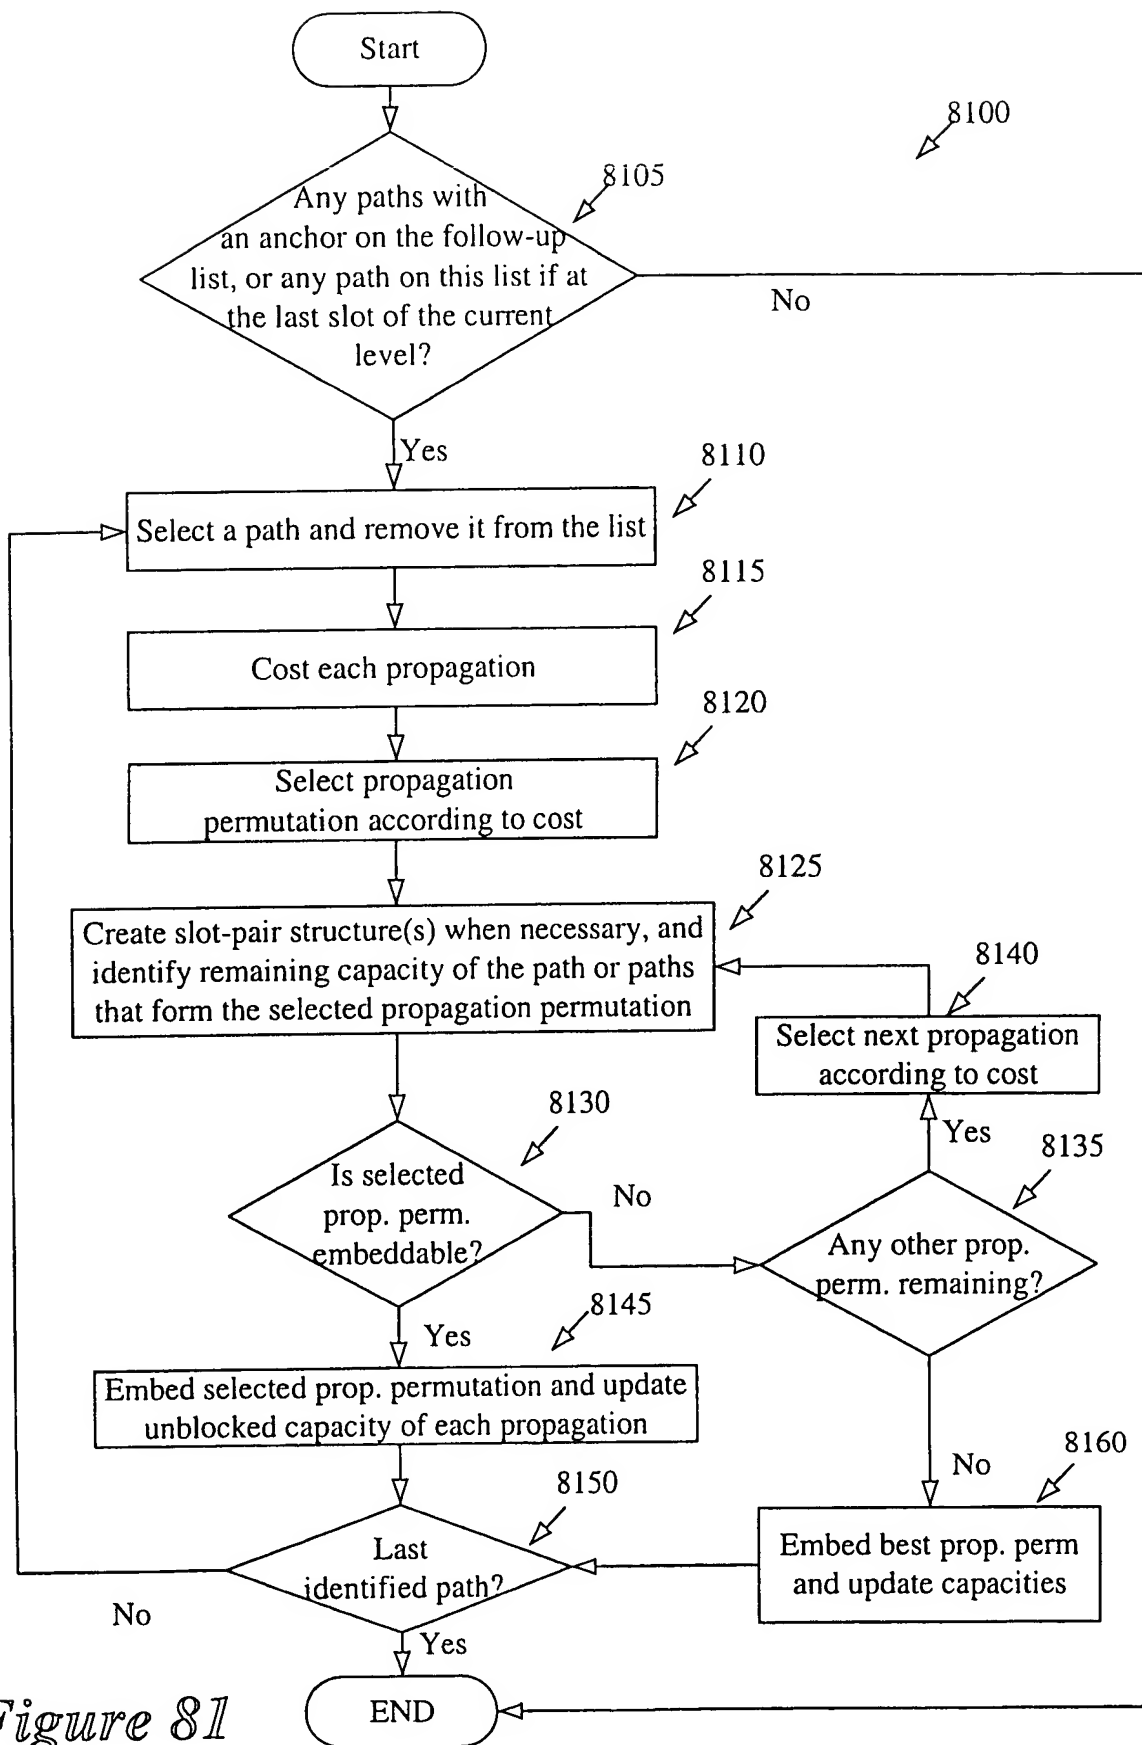 Start
8100
8105
Any paths with
an anchor on the follow-up
list, or any path on this list if at
the last slot of the current
level?
No
Yes
8110
Select a path and remove it from the list
8115
Cost each propagation
8120
Select propagation
permutation according to cost
8125
Create slot-pair structure(s) when necessary, and
identify remaining capacity of the path or paths
that form the selected propagation permutation
8140
Select next propagation
according to cost
Yes
8130
Is selected
prop. perm.
embeddable?
No
8135
Any other prop.
perm. remaining?
Yes
8145
Embed selected prop. permutation and update
unblocked capacity of each propagation
No
8160
Embed best prop. perm
and update capacities
8150
Last
identified path?
No
Yes
END
Figure 81